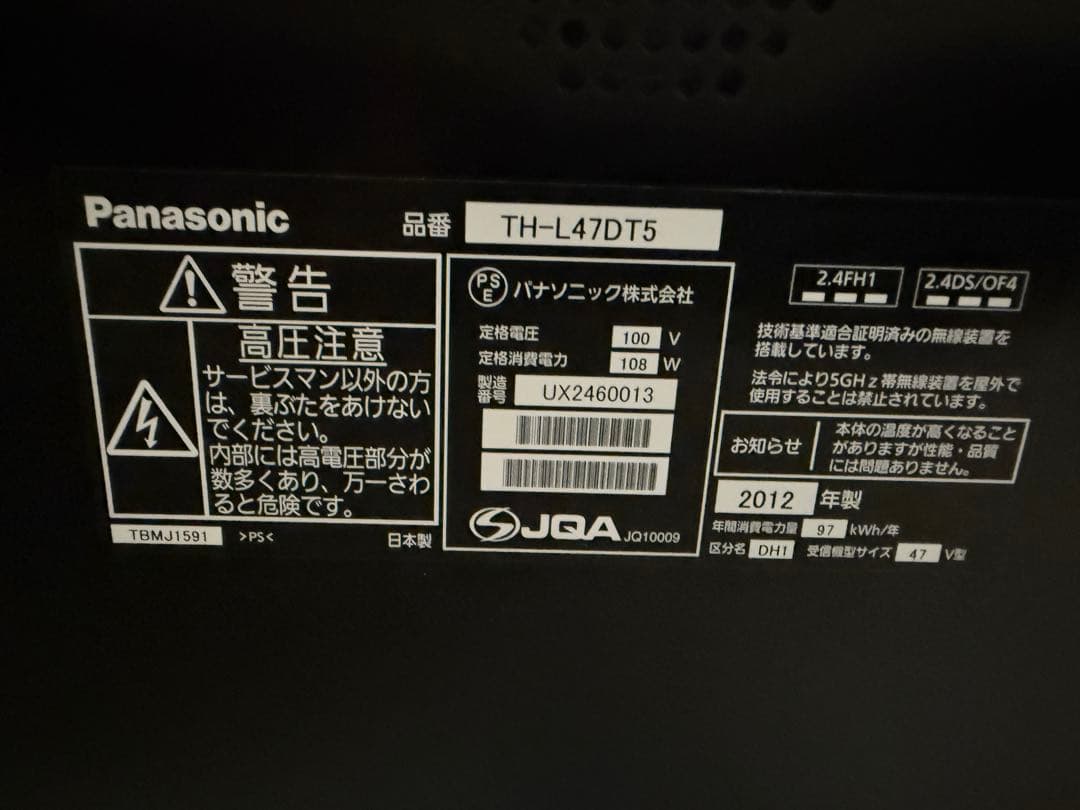 Panasonic
品番 TH-L47DT5
警告
高圧注意
サービスマン以外の方
は、裏ぶたをあけない
でください。
内部には高電圧部分が
数多くあり、万一さわ
ると危険です。
TBMJ1591 >PS< 日本製
PS
E
パナソニック株式会社
定格電圧 100 V
定格消費電力 108 W
製造
番号
UX2460013
JQA JQ10009
2.4FH1 2.4DS/OF4
技術基準適合証明済みの無線装置を
搭載しています。
法令により5GHz帯無線装置を屋外で
使用することは禁止されています。
お知らせ
本体の温度が高くなること
がありますが性能・品質
には問題ありません。
2012 年製
年間消費電力量 97 kWh/年
区分名 DH1 受信機型サイズ 47 V型